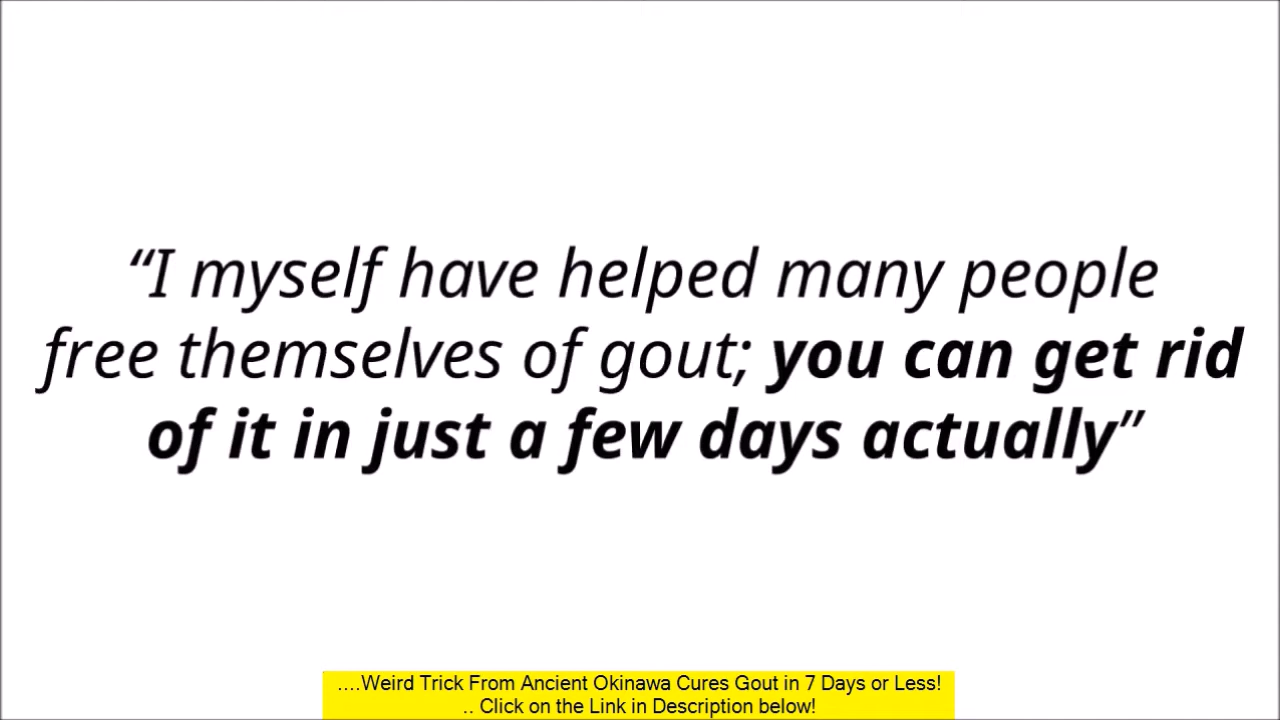 “I myself have helped many people
free themselves of gout; you can get rid
of it in just a few days actually”
....Weird Trick From Ancient Okinawa Cures Gout in 7 Days or Less!
.. Click on the Link in Description below!